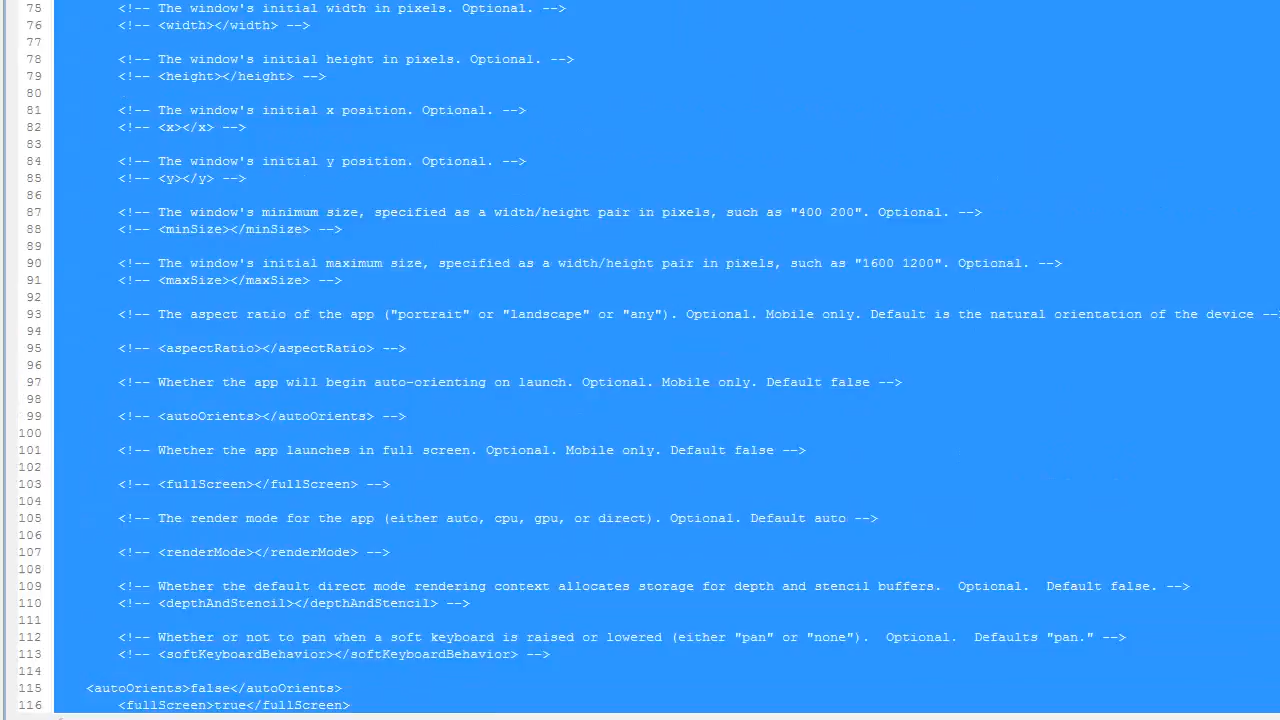 75 <!-- The window's initial width in pixels. Optional. -->
76 <!-- <width></width> -->
77
78 <!-- The window's initial height in pixels. Optional. -->
79 <!-- <height></height> -->
80
81 <!-- The window's initial x position. Optional. -->
82 <!-- <x></x> -->
83
84 <!-- The window's initial y position. Optional. -->
85 <!-- <y></y> -->
86
87 <!-- The window's minimum size, specified as a width/height pair in pixels, such as "400 200". Optional. -->
88 <!-- <minSize></minSize> -->
89
90 <!-- The window's initial maximum size, specified as a width/height pair in pixels, such as "1600 1200". Optional. -->
91 <!-- <maxSize></maxSize> -->
92
93 <!-- The aspect ratio of the app ("portrait" or "landscape" or "any"). Optional. Mobile only. Default is the natural orientation of the device --
94
95 <!-- <aspectRatio></aspectRatio> -->
96
97 <!-- Whether the app will begin auto-orienting on launch. Optional. Mobile only. Default false -->
98
99 <!-- <autoOrients></autoOrients> -->
100
101 <!-- Whether the app launches in full screen. Optional. Mobile only. Default false -->
102
103 <!-- <fullScreen></fullScreen> -->
104
105 <!-- The render mode for the app (either auto, cpu, gpu, or direct). Optional. Default auto -->
106
107 <!-- <renderMode></renderMode> -->
108
109 <!-- Whether the default direct mode rendering context allocates storage for depth and stencil buffers.  Optional.  Default false. -->
110 <!-- <depthAndStencil></depthAndStencil> -->
111
112 <!-- Whether or not to pan when a soft keyboard is raised or lowered (either "pan" or "none").  Optional.  Defaults "pan." -->
113 <!-- <softKeyboardBehavior></softKeyboardBehavior> -->
114
115 <autoOrients>false</autoOrients>
116 <fullScreen>true</fullScreen>